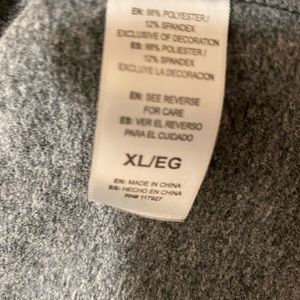 EN: 88% POLYESTER /
12% SPANDEX
EXCLUSIVE OF DECORATION
ES: 88% POLIESTER /
12% SPANDEX
EXCLUYE LA DECORACION
EN: SEE REVERSE
FOR CARE
ES: VER EL REVERSO
PARA EL CUIDADO
XL/EG
EN: MADE IN CHINA
ES: HECHO EN CHINA
RN# 117927